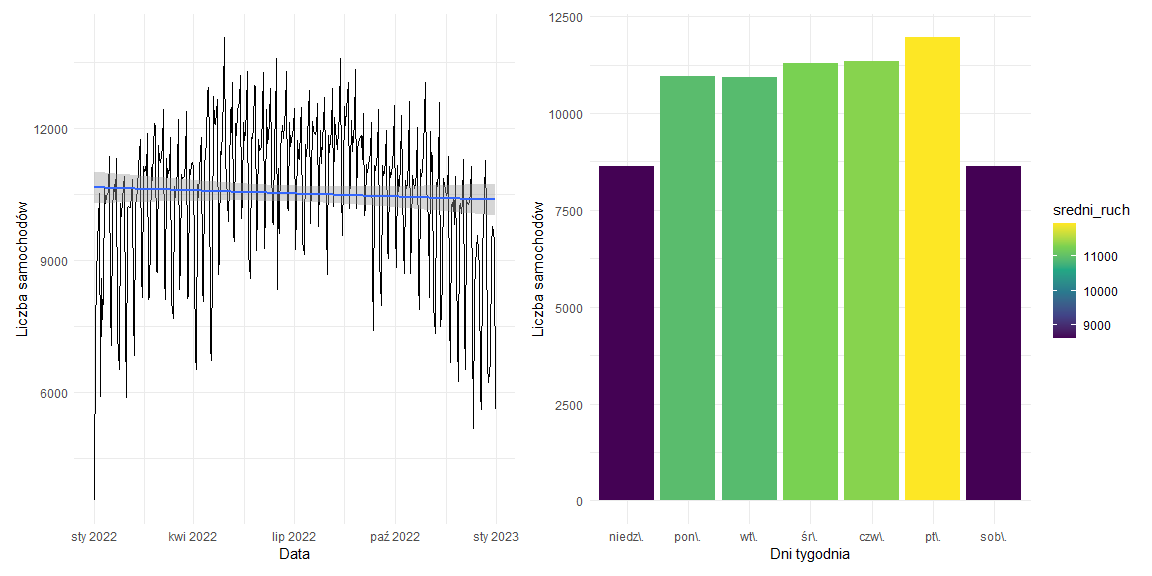 Liczba samochodów
12000
9000
6000
sty 2022
kwi 2022
lip 2022
paź 2022
sty 2023
Data
Liczba samochodów
12500
10000
7500
5000
2500
0
niedz\.
pon\.
wt\.
śr\.
czw\.
pt\.
sob\.
Dni tygodnia
sredni_ruch
11000
10000
9000